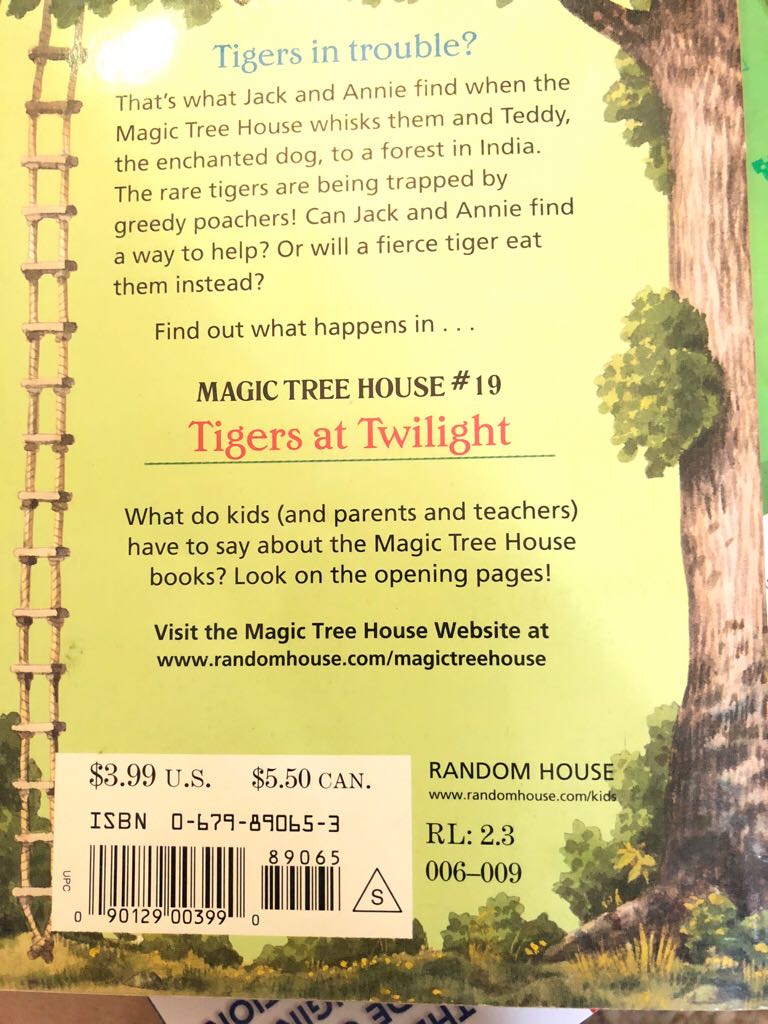 Tigers in trouble?
That's what Jack and Annie find when the
Magic Tree House whisks them and Teddy,
the enchanted dog, to a forest in India.
The rare tigers are being trapped by
greedy poachers! Can Jack and Annie find
a way to help? Or will a fierce tiger eat
them instead?
Find out what happens in . . .
MAGIC TREE HOUSE #19
Tigers at Twilight
What do kids (and parents and teachers)
have to say about the Magic Tree House
books? Look on the opening pages!
Visit the Magic Tree House Website at
www.randomhouse.com/magictreehouse
$3.99 U.S. $5.50 CAN.
ISBN 0-679-89065-3
89065
UPC
0 90129 00399 0
S
RANDOM HOUSE
www.randomhouse.com/kids
RL: 2.3
006–009